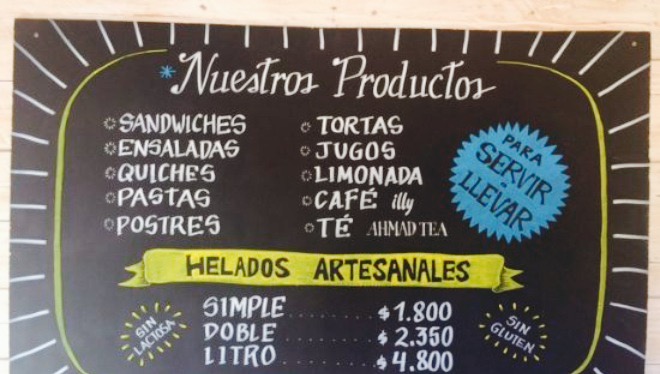 Nuestros Productos
SANDWICHES
ENSALADAS
QUICHES
PASTAS
POSTRES
TORTAS
JUGOS
LIMONADA
CAFÉ illy
TÉ AHMAD TEA
PARA
SERVIR
LLEVAR
HELADOS ARTESANALES
SIN
LACTOSA
SIMPLE $1.800
DOBLE $2.350
LITRO $4.800
SIN
GLUTEN